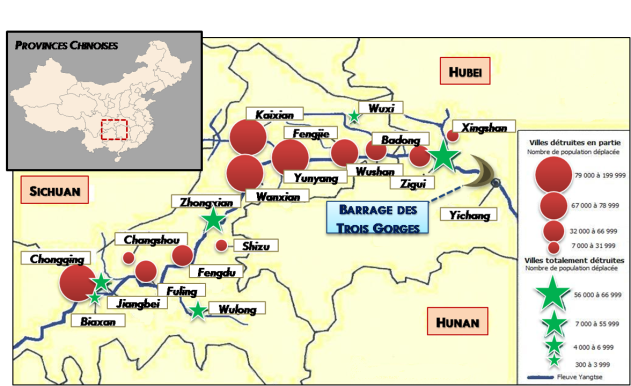 PROVINCES CHINOISES
HUBEI
Wuxi
Kaixian
Xingshan
Fengjie
Badong
Wushan
Yunyang
Zigui
SICHUAN
Wanxian
Zhongxian
BARRAGE DES
TROIS GORGES
Yichang
Changshou
Shizu
Chongqing
Fengdu
Fuling
Jiangbei
Wulong
Biaxan
HUNAN
Villes détruites en partie
Nombre de population déplacée
79 000 à 199 999
67 000 à 78 999
32 000 à 66 999
7 000 à 31 999
Villes totalement détruites
Nombre de population déplacée
56 000 à 66 999
7 000 à 55 999
4 000 à 6 999
300 à 3 999
Fleuve Yangtse